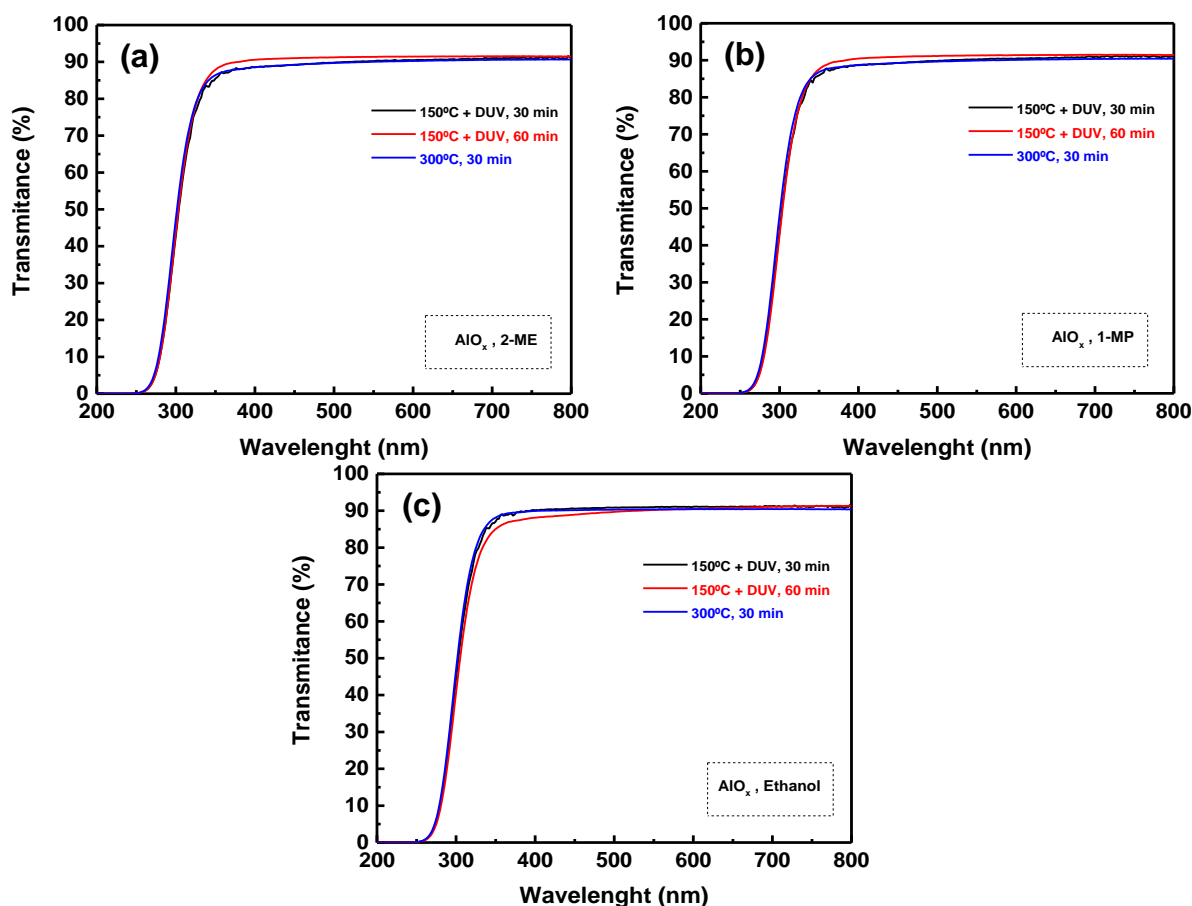 (a)
100
90
80
70
60
50
40
30
20
10
0
Transmitance (%)
150ºC + DUV, 30 min
150ºC + DUV, 60 min
300ºC, 30 min
AlOx , 2-ME
200 300 400 500 600 700 800
Wavelenght (nm)
(b)
100
90
80
70
60
50
40
30
20
10
0
Transmitance (%)
150ºC + DUV, 30 min
150ºC + DUV, 60 min
300ºC, 30 min
AlOx , 1-MP
200 300 400 500 600 700 800
Wavelenght (nm)
(c)
100
90
80
70
60
50
40
30
20
10
0
Transmitance (%)
150ºC + DUV, 30 min
150ºC + DUV, 60 min
300ºC, 30 min
AlOx , Ethanol
200 300 400 500 600 700 800
Wavelenght (nm)